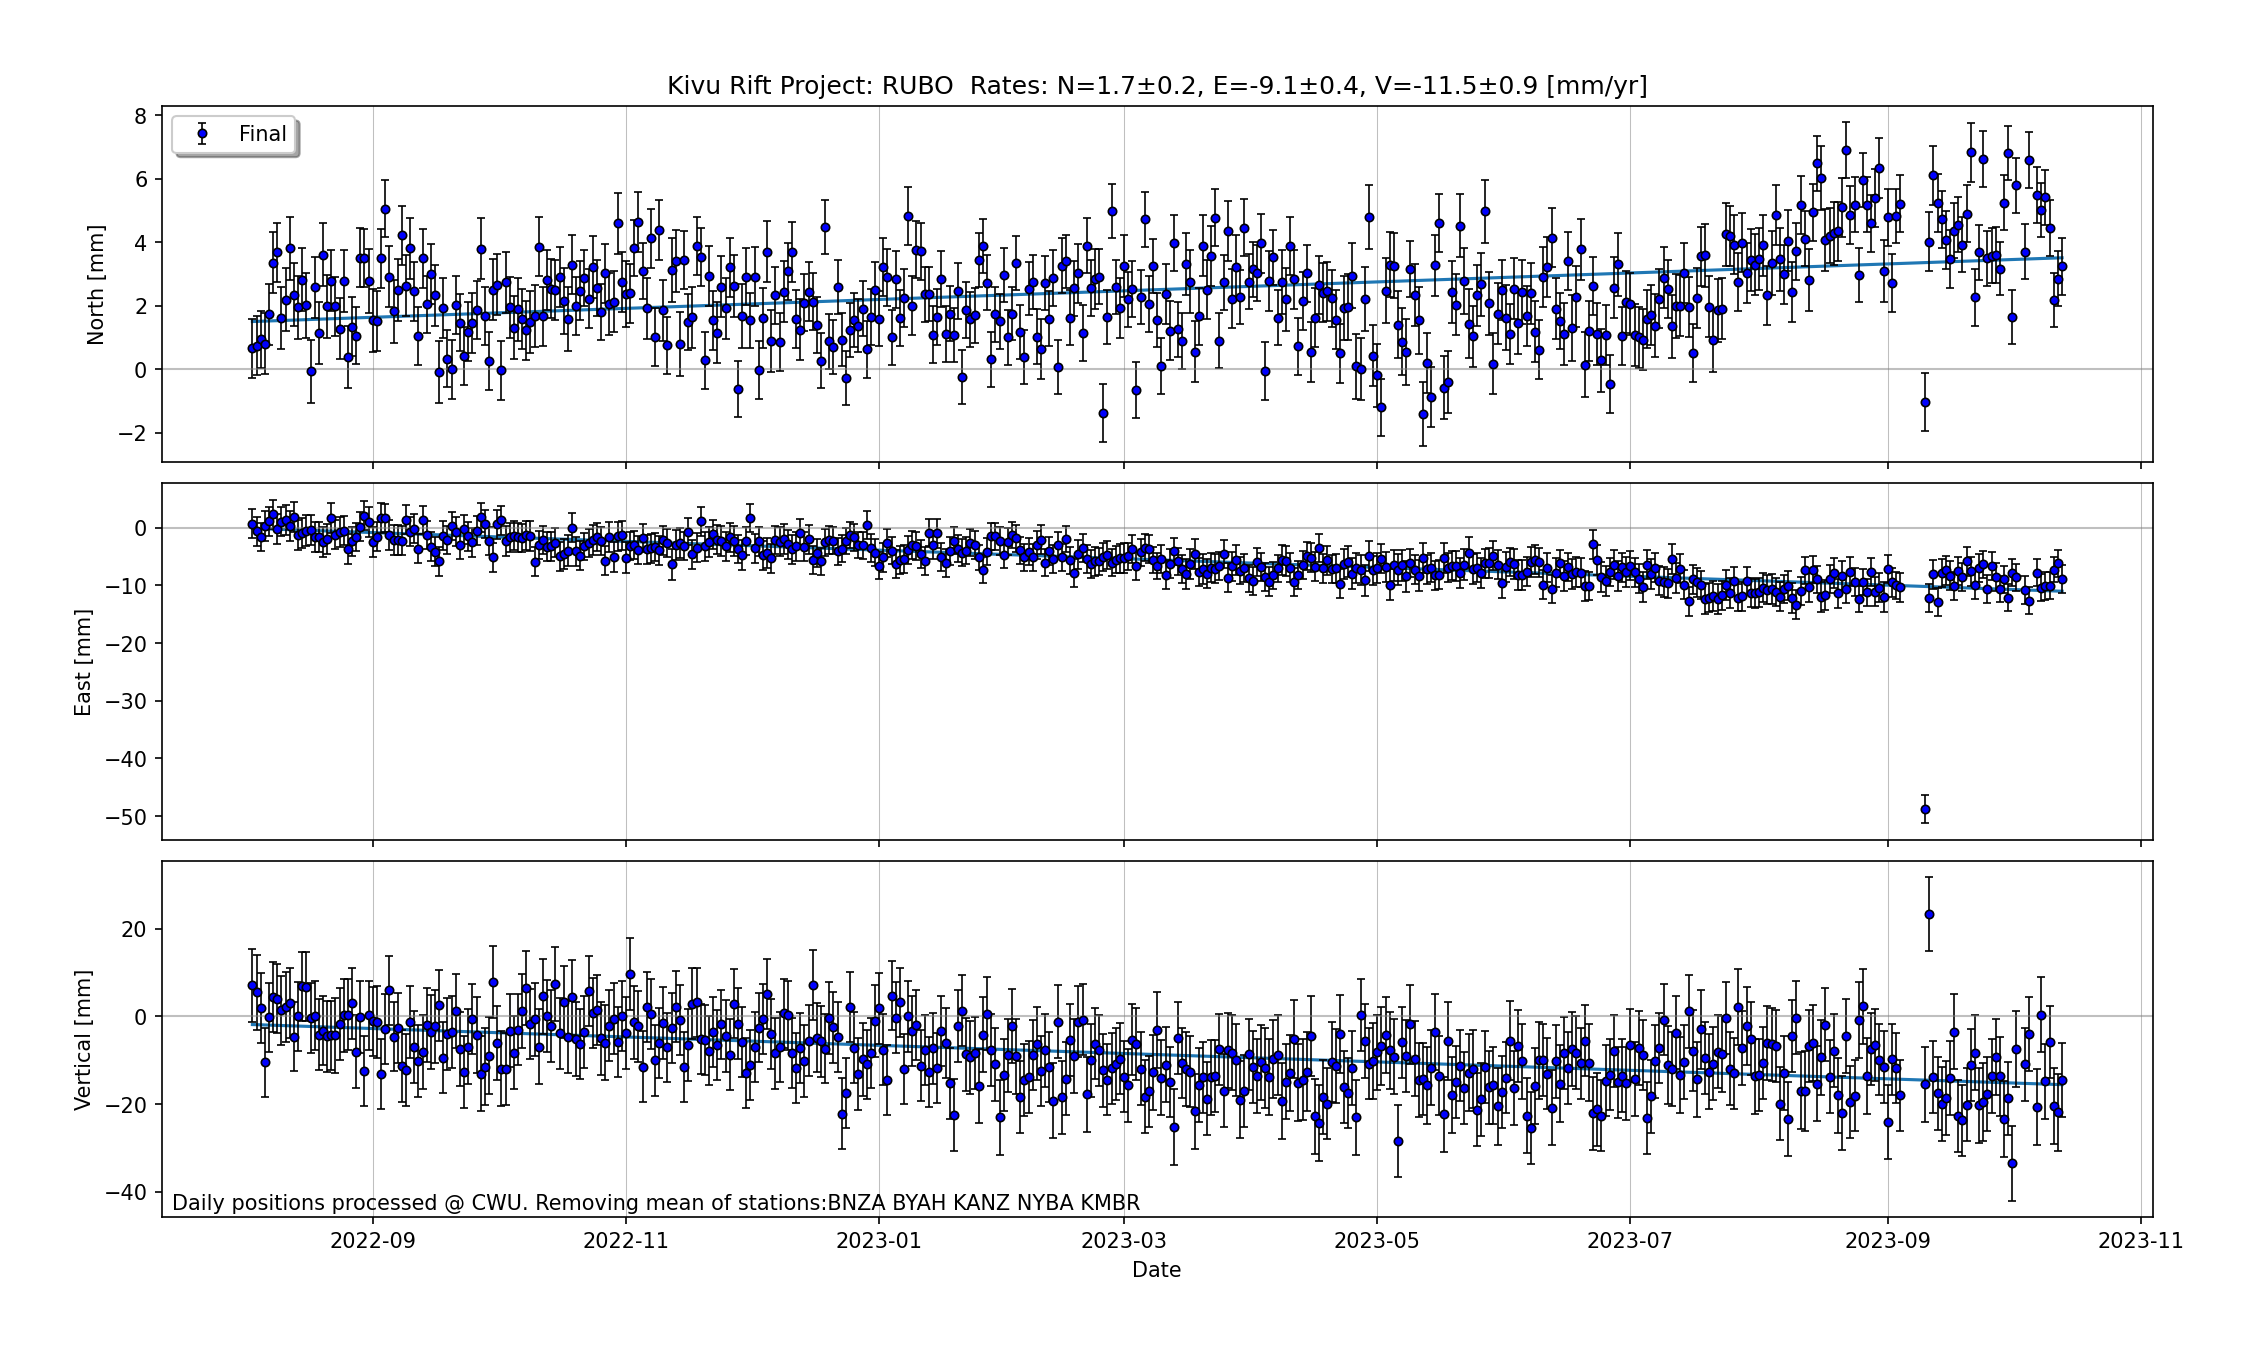 Kivu Rift Project: RUBO  Rates: N=1.7±0.2, E=-9.1±0.4, V=-11.5±0.9 [mm/yr]
Final
North [mm]
8
6
4
2
0
−2
East [mm]
0
−10
−20
−30
−40
−50
Vertical [mm]
20
0
−20
−40
Daily positions processed @ CWU. Removing mean of stations:BNZA BYAH KANZ NYBA KMBR
2022-09 2022-11 2023-01 2023-03 2023-05 2023-07 2023-09 2023-11
Date